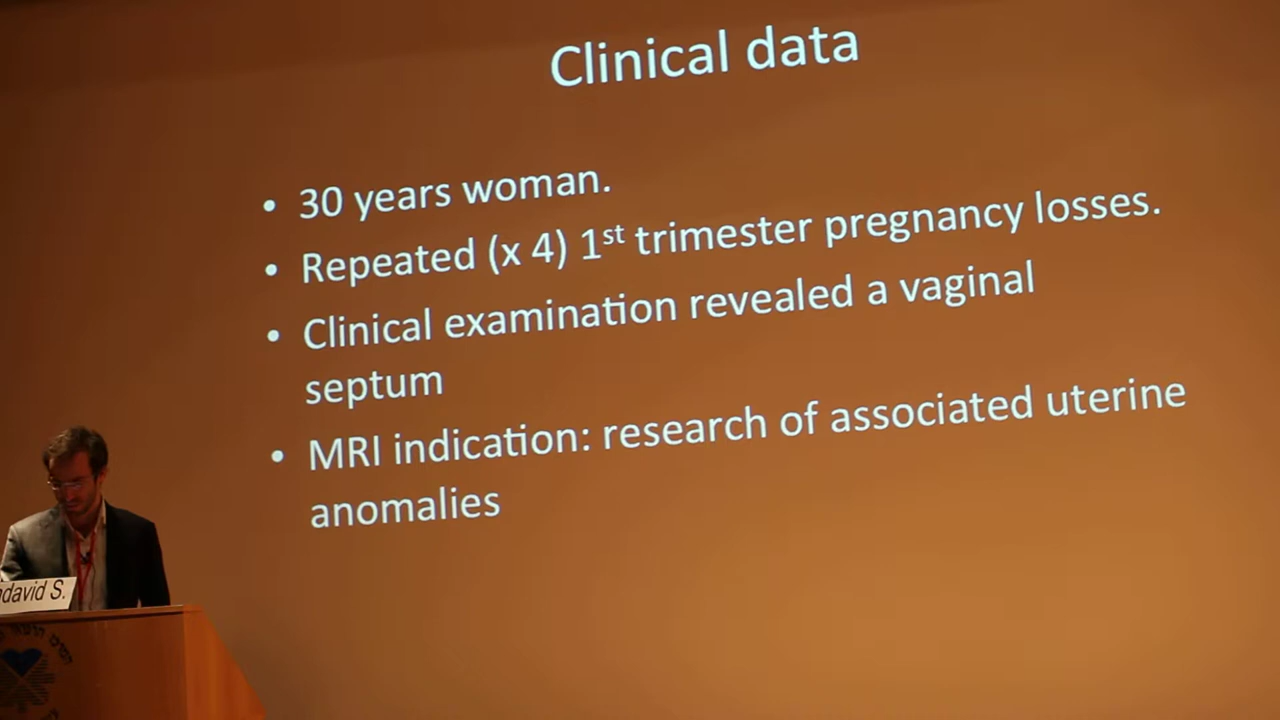 Clinical data
• 30 years woman.
• Repeated (x 4) 1st trimester pregnancy losses.
• Clinical examination revealed a vaginal
septum
• MRI indication: research of associated uterine
anomalies
david S.